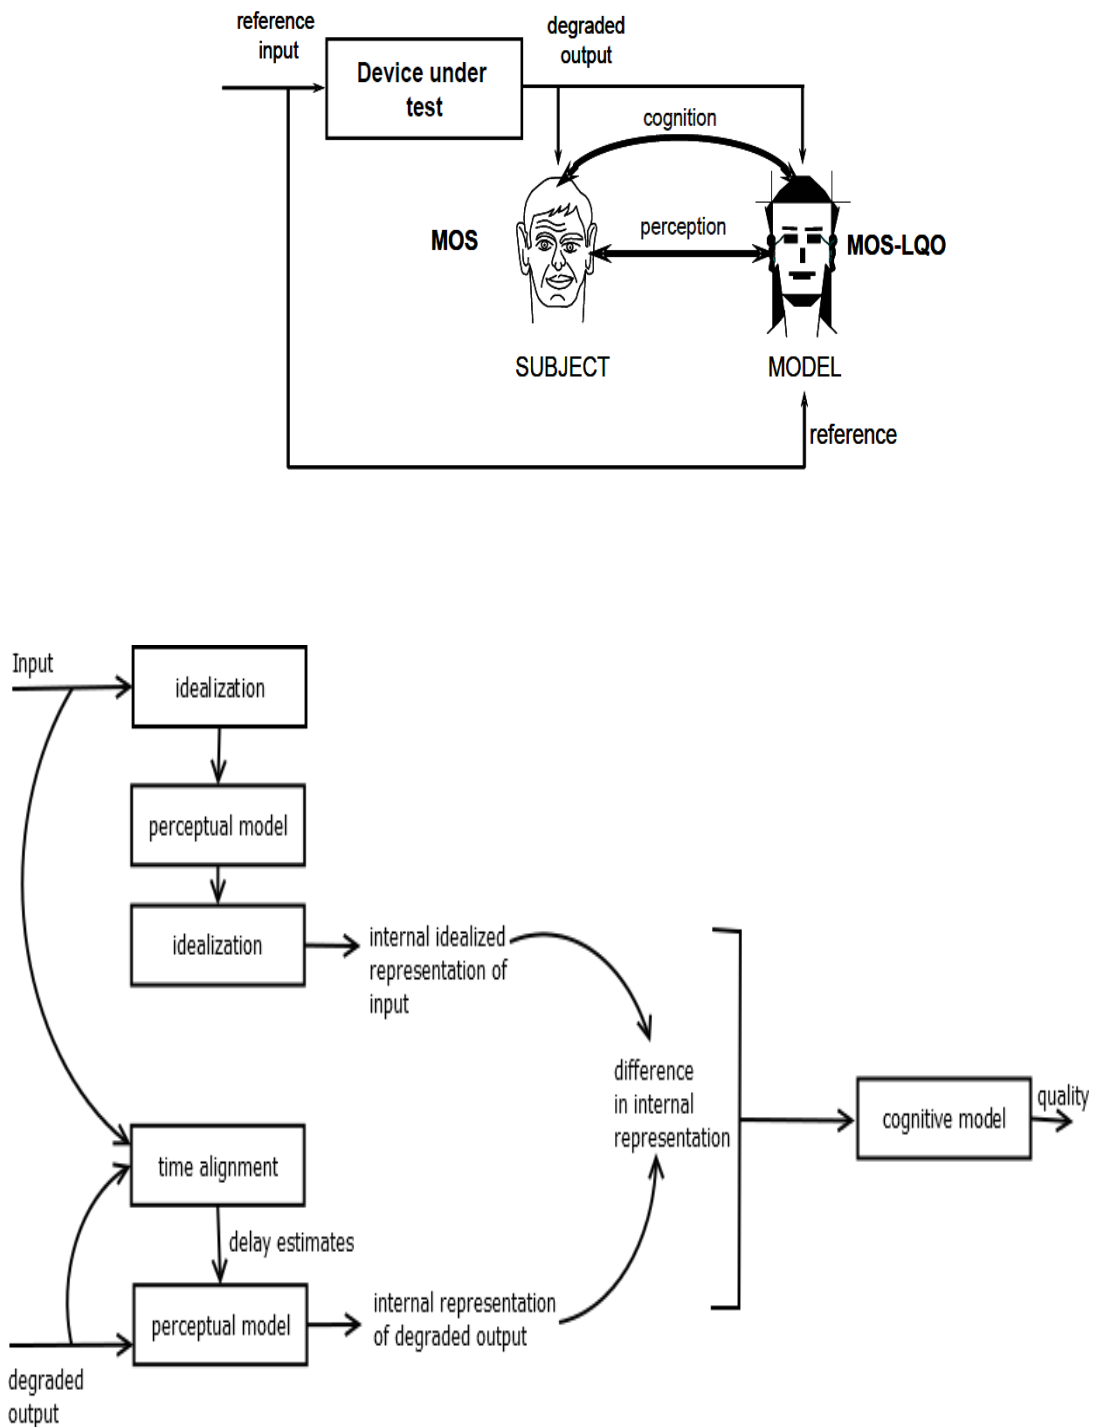 reference
input
degraded
output
Device under
test
cognition
MOS
perception
MOS-LQO
SUBJECT
MODEL
reference
Input
idealization
perceptual model
idealization
internal idealized
representation of
input
difference
in internal
representation
cognitive model
quality
time alignment
delay estimates
perceptual model
internal representation
of degraded output
degraded
output